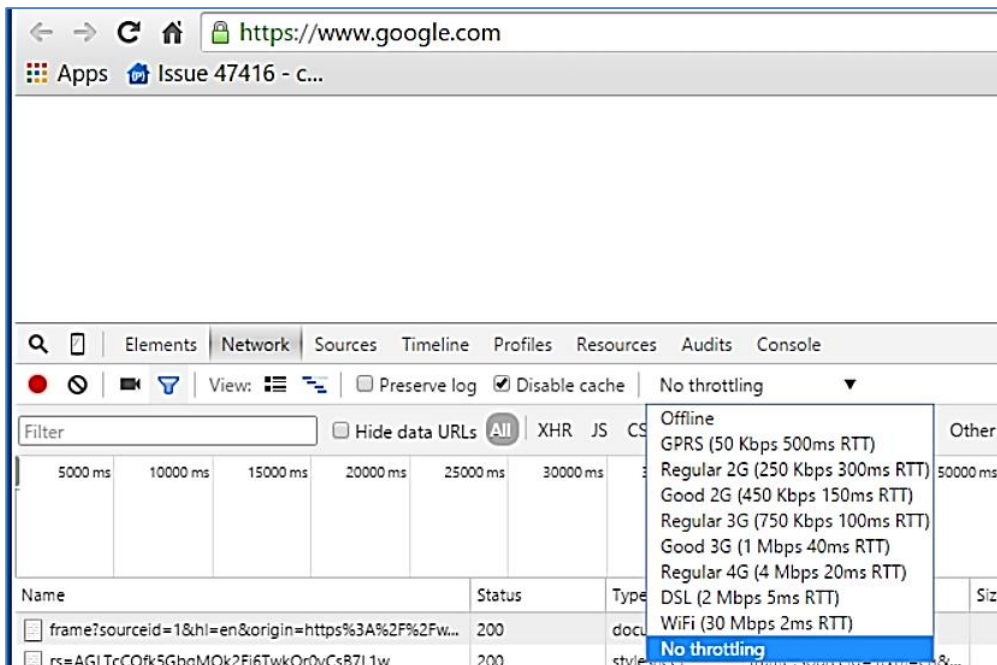 https://www.google.com
Apps Issue 47416 - c...
Elements Network Sources Timeline Profiles Resources Audits Console
View: Preserve log Disable cache No throttling
Filter Hide data URLs All XHR JS CS Other
Offline
GPRS (50 Kbps 500ms RTT)
Regular 2G (250 Kbps 300ms RTT)
Good 2G (450 Kbps 150ms RTT)
Regular 3G (750 Kbps 100ms RTT)
Good 3G (1 Mbps 40ms RTT)
Regular 4G (4 Mbps 20ms RTT)
DSL (2 Mbps 5ms RTT)
WiFi (30 Mbps 2ms RTT)
No throttling
5000 ms 10000 ms 15000 ms 20000 ms 25000 ms 30000 ms 50000 ms
Name Status Type Siz
frame?sourceid=1&hl=en&origin=https%3A%2F%2Fw... 200 docu
200